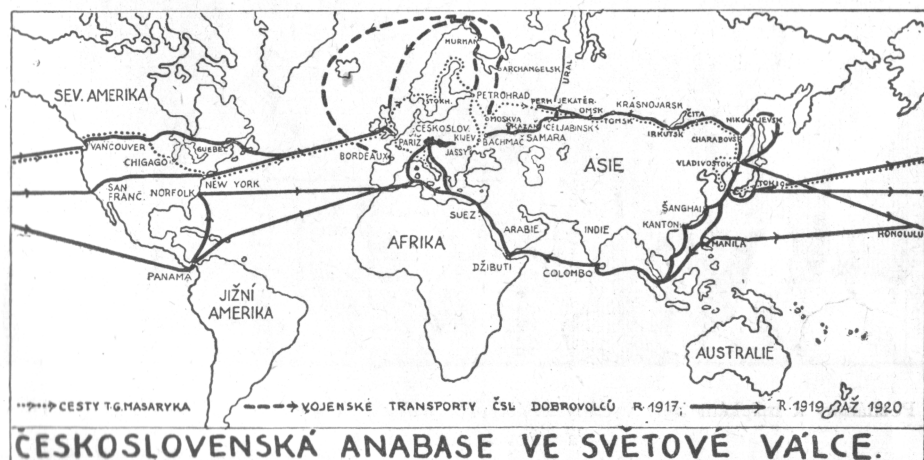 MURMAN
ARCHANGELSK
URAL
SEV. AMERIKA
PETROHRAD
STOKH.
PERM JEKATĚR.
OMSK
KRASNOJARSK
ČITA
NIKOLAJEVSK
MOSKVA
KAZAŇ
ČELJABINSK
TOMSK
IRKUTSK
CHARABOVSK
ČESKOSLOV.
KIJEV
BACHMAČ
SAMARA
VANCOUVER
QUEBEC
PARIŽ
CHIGAGO
BORDEAUX
JASSY
ASIE
VLADIVOSTOK
NEW YORK
TOKIO
SAN
FRANC.
NORFOLK
ŠANGHAJ
SUEZ
ARABIE
INDIE
KANTON
HONOLULU
AFRIKA
MANILA
PANAMA
DŽIBUTI
COLOMBO
JIŽNÍ
AMERIKA
AUSTRALIE
CESTY T.G.MASARYKA
VOJENSKÉ TRANSPORTY ČSL DOBROVOLCŮ R 1917;
R. 1919 AŽ 1920
ČESKOSLOVENSKÁ ANABASE VE SVĚTOVÉ VÁLCE.